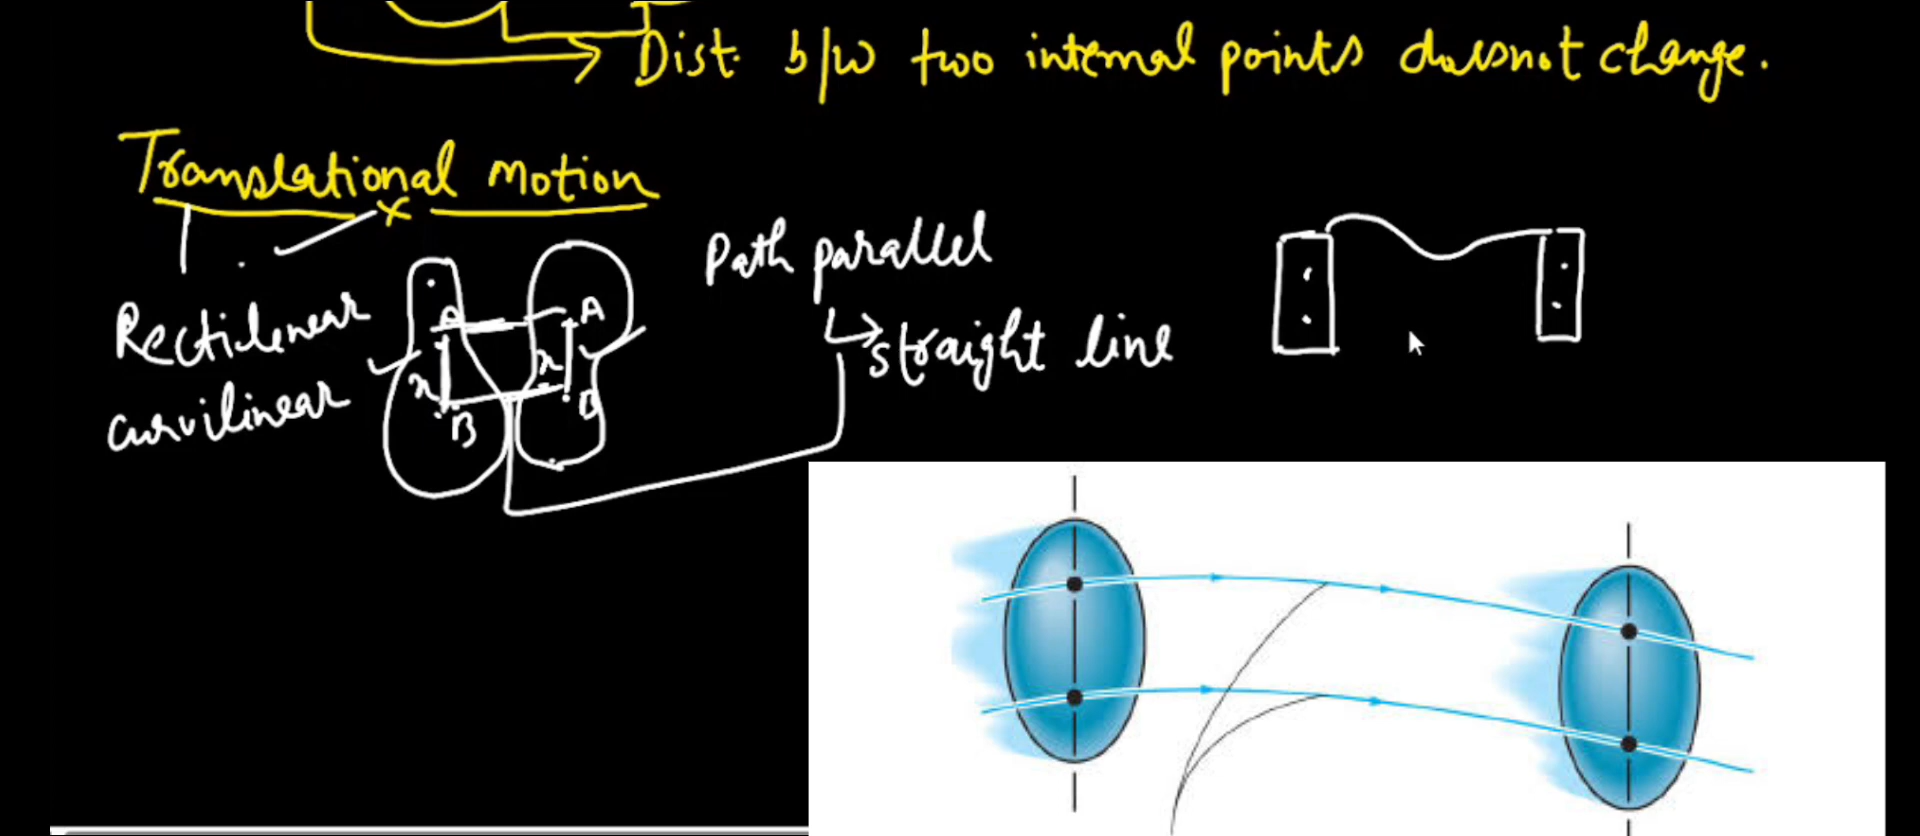 Dist. b/w two internal points doesnot change.
Translational Motion
Path parallel
straight line
Rectilinear
curvilinear
A
A
x
x
B
B